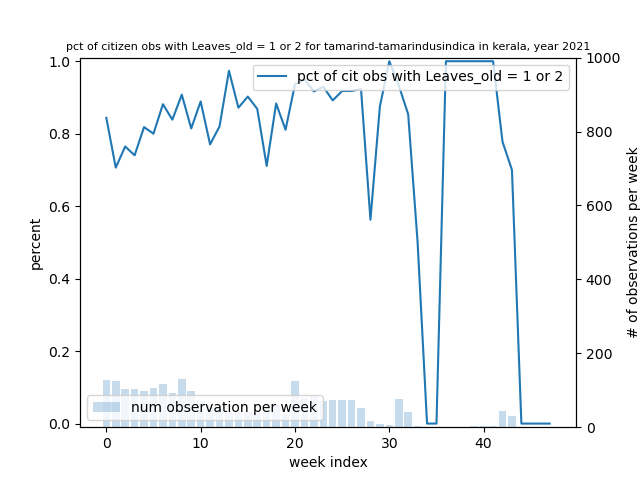 pct of citizen obs with Leaves_old = 1 or 2 for tamarind-tamarindusindica in kerala, year 2021
pct of cit obs with Leaves_old = 1 or 2
1.0
0.8
0.6
0.4
0.2
0.0
percent
1000
800
600
400
200
0
# of observations per week
num observation per week
0 10 20 30 40
week index